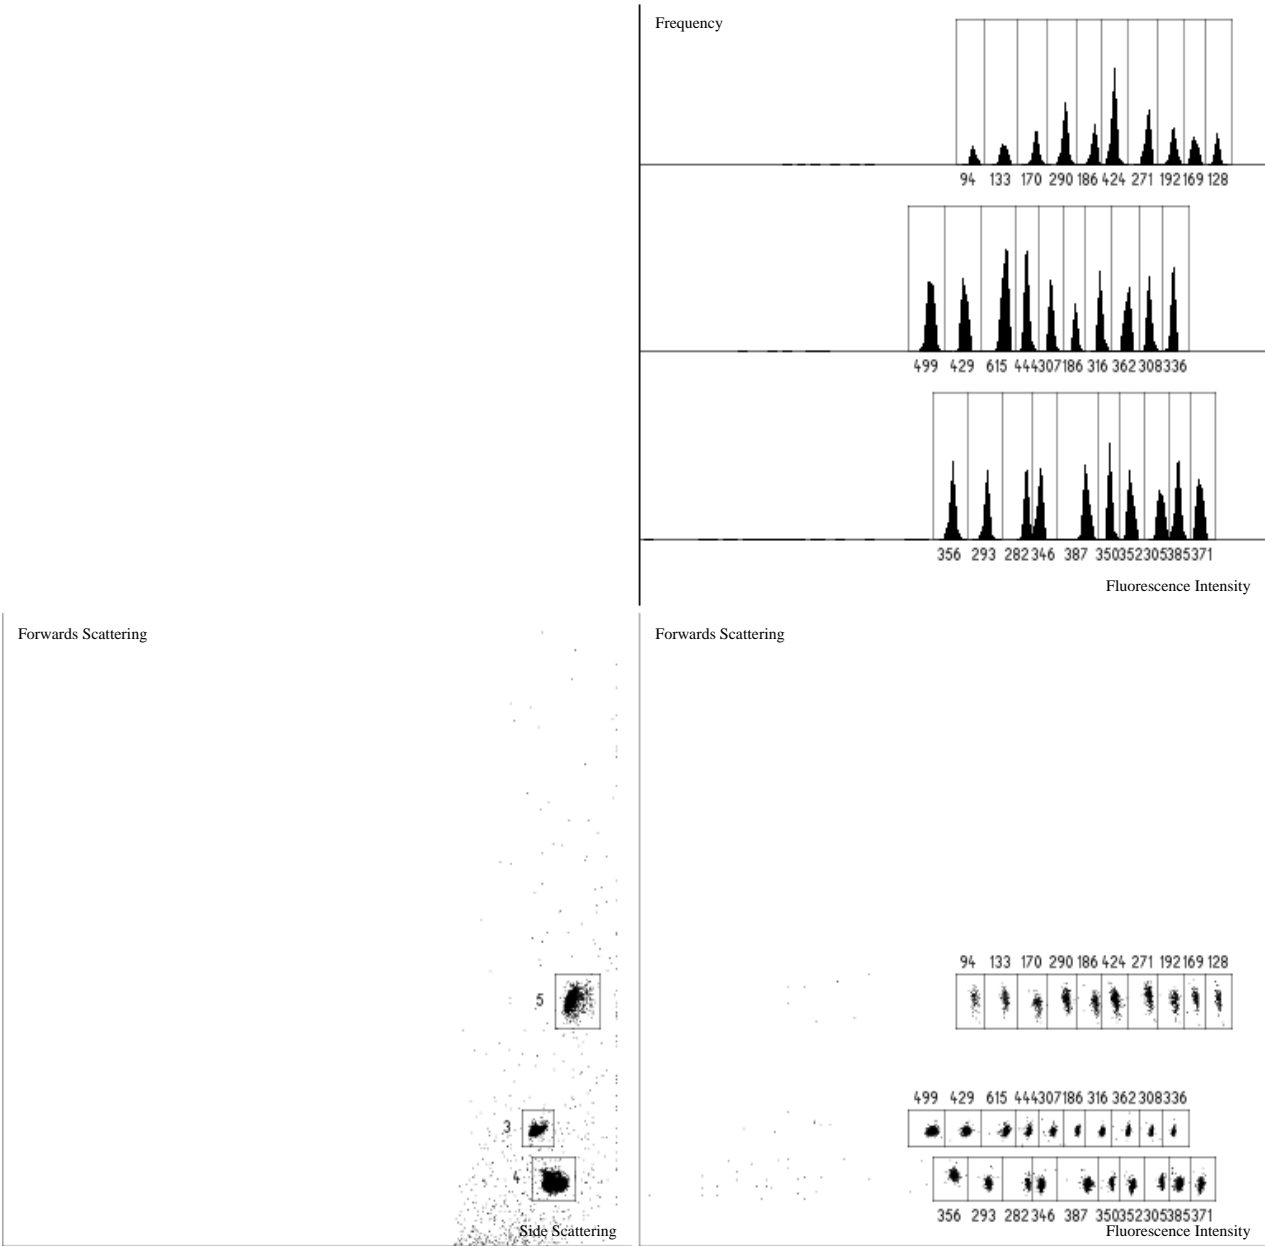 Frequency
94 133 170 290 186 424 271 192 169 128
499 429 615 444 307 186 316 362 308 336
356 293 282 346 387 350 352 305 385 371
Fluorescence Intensity
Forwards Scattering
5
3
4
Side Scattering
Forwards Scattering
94 133 170 290 186 424 271 192 169 128
499 429 615 444 307 186 316 362 308 336
356 293 282 346 387 350 352 305 385 371
Fluorescence Intensity